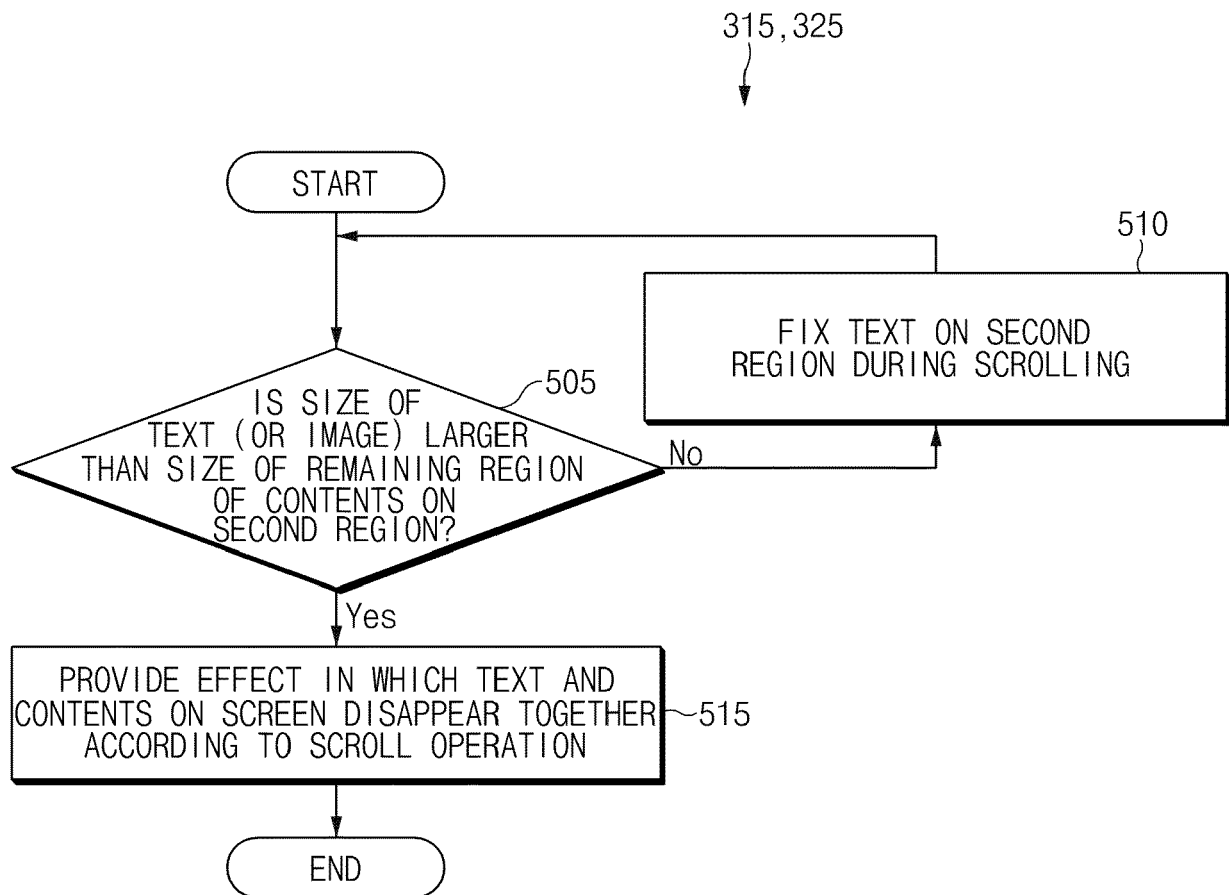 315,325
START
510
FIX TEXT ON SECOND
REGION DURING SCROLLING
505
IS SIZE OF
TEXT (OR IMAGE) LARGER
THAN SIZE OF REMAINING REGION
OF CONTENTS ON
SECOND REGION?
No
Yes
PROVIDE EFFECT IN WHICH TEXT AND
CONTENTS ON SCREEN DISAPPEAR TOGETHER
ACCORDING TO SCROLL OPERATION
515
END